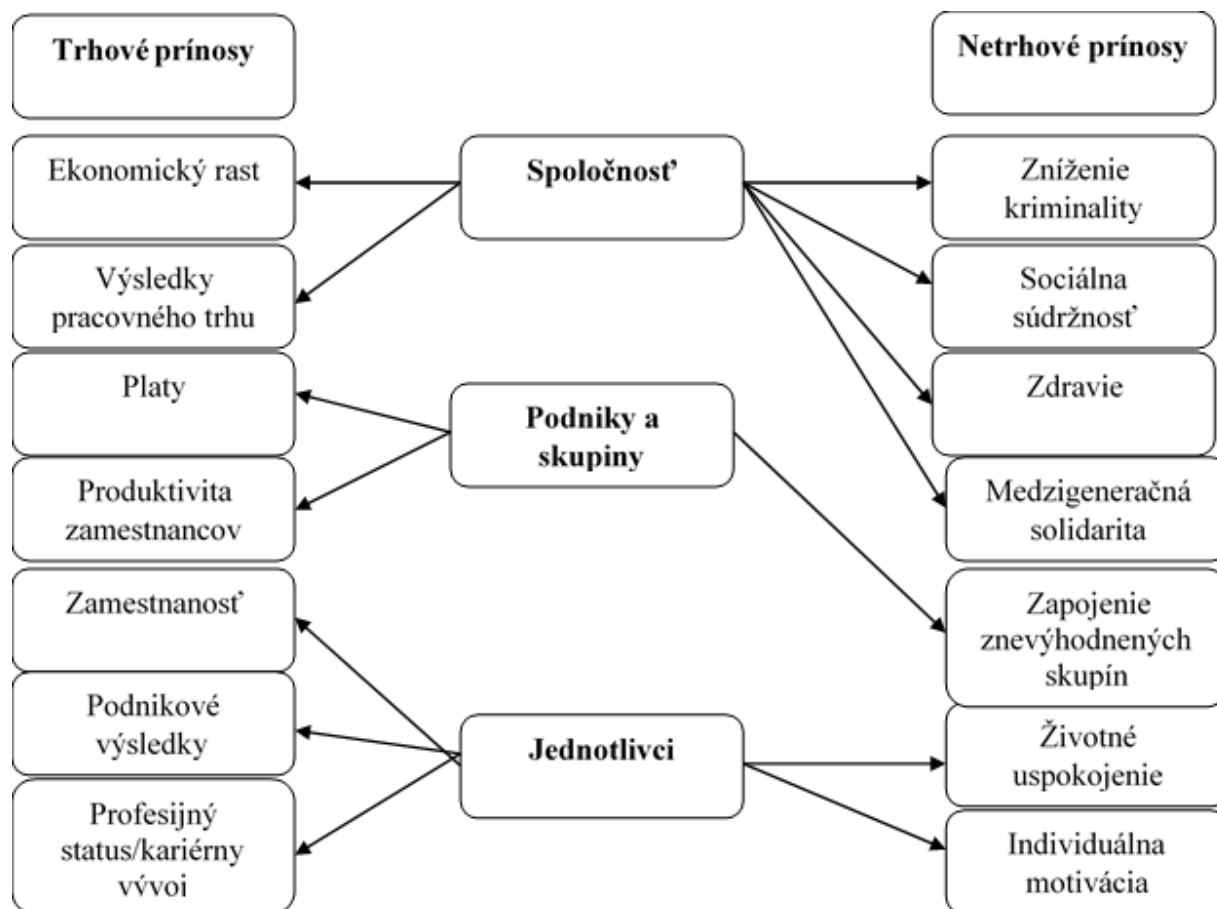 Trhové prínosy
Netrhové prínosy
Ekonomický rast
Spoločnosť
Zníženie
kriminality
Výsledky
pracovného trhu
Sociálna
súdržnosť
Platy
Podniky a
skupiny
Zdravie
Produktivita
zamestnancov
Medzigeneračná
solidarita
Zamestnanosť
Zapojenie
znevýhodnených
skupín
Podnikové
výsledky
Jednotlivci
Životné
uspokojenie
Profesijný
status/kariérny
vývoj
Individuálna
motivácia